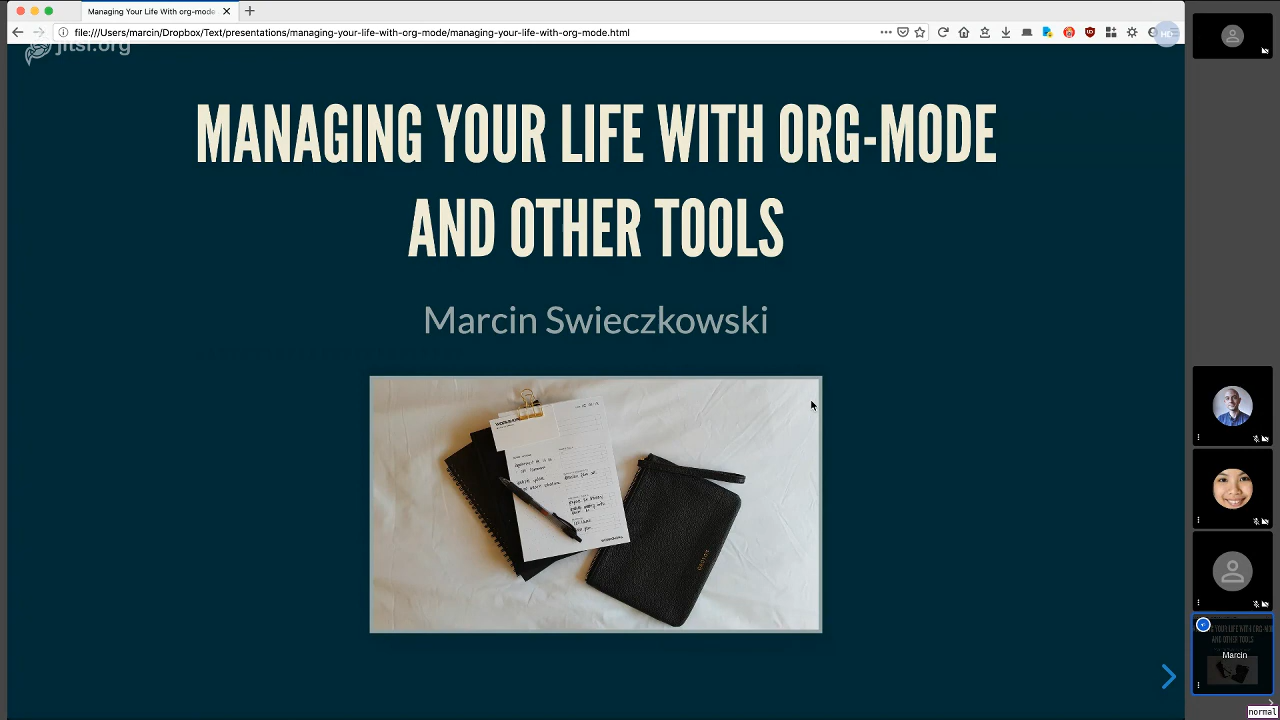 Managing Your Life With org-mode
file:///Users/marcin/Dropbox/Text/presentations/managing-your-life-with-org-mode/managing-your-life-with-org-mode.html
HD
jitsi.org
MANAGING YOUR LIFE WITH ORG-MODE
AND OTHER TOOLS
Marcin Swieczkowski
Marcin
normal